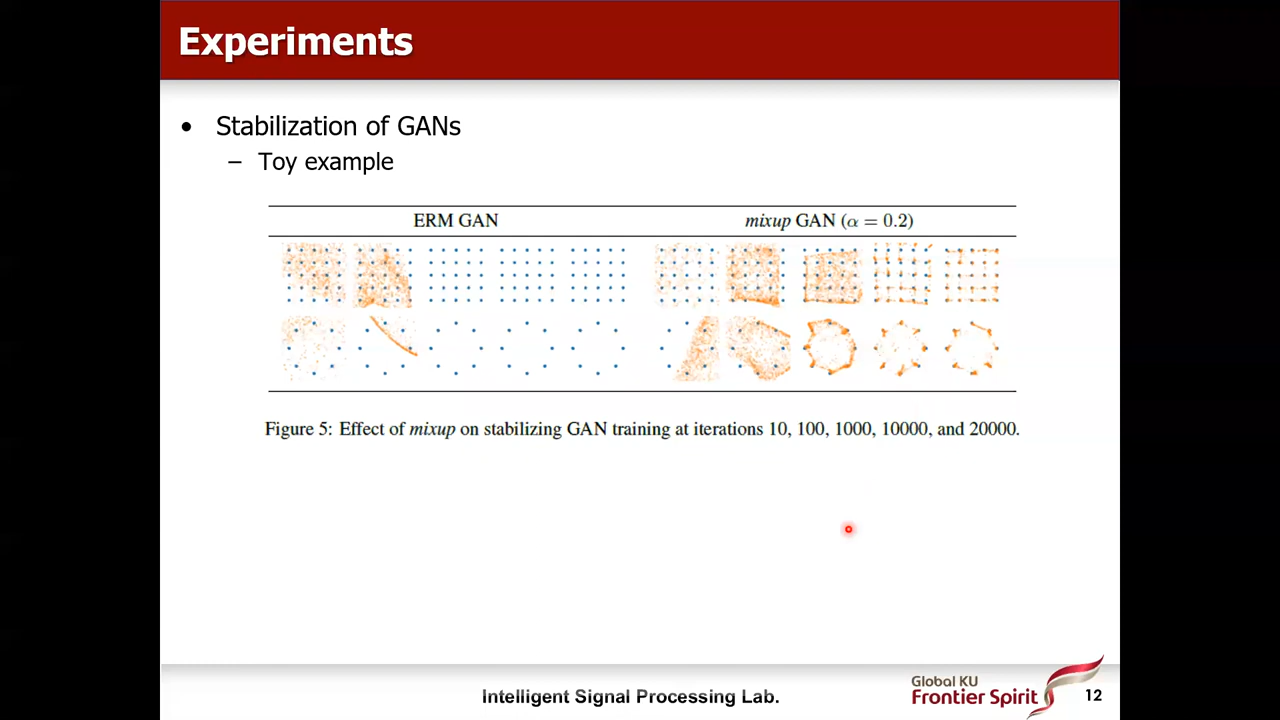 Experiments
• Stabilization of GANs
– Toy example
ERM GAN
mixup GAN (α = 0.2)
Figure 5: Effect of mixup on stabilizing GAN training at iterations 10, 100, 1000, 10000, and 20000.
Intelligent Signal Processing Lab.
Global KU
Frontier Spirit
12